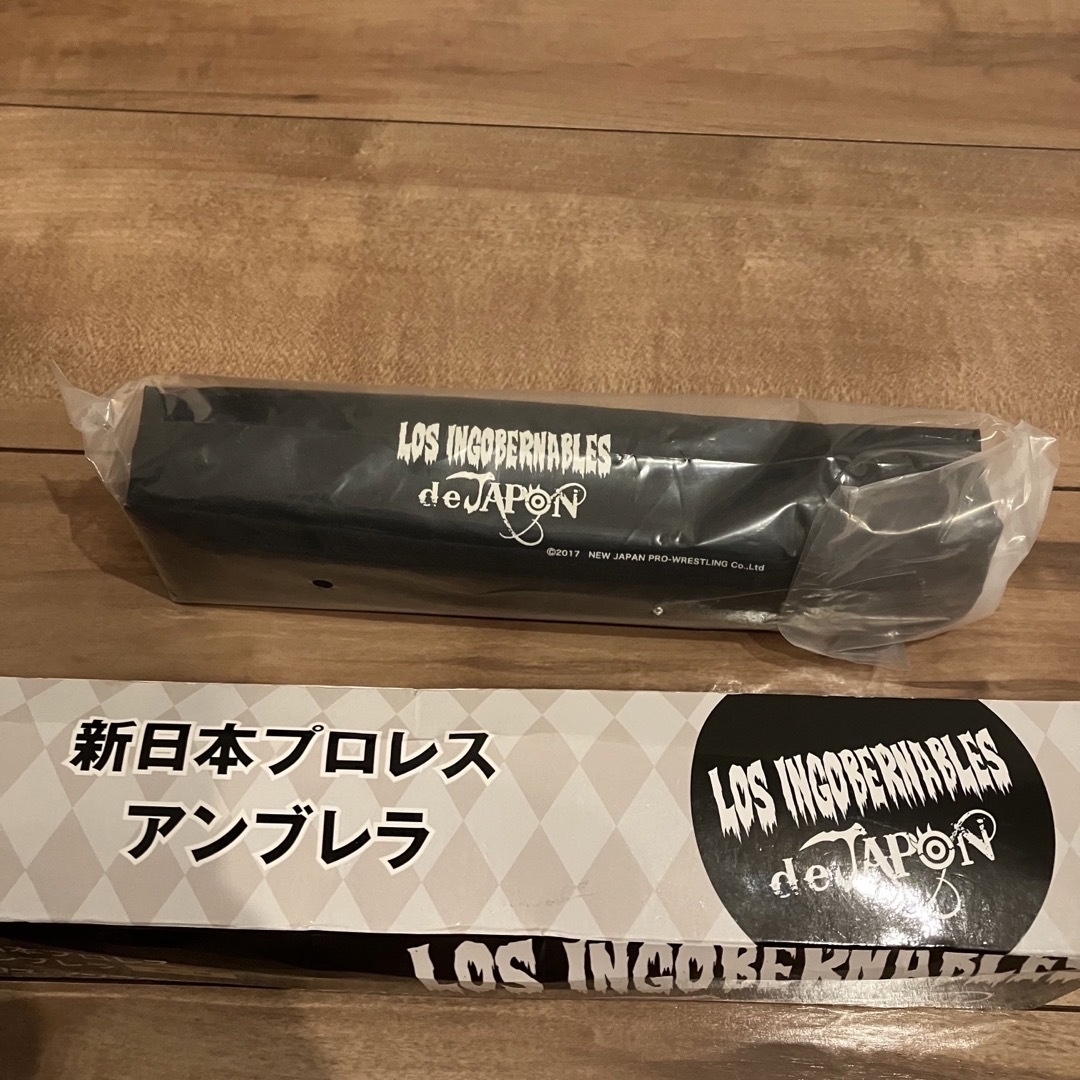 LOS INGOBERNABLES
de JAPON
©2017 NEW JAPAN PRO-WRESTLING Co.,Ltd
新日本プロレス
アンブレラ
LOS INGOBERNABLES
de JAPON
LOS INGOBERNABLES